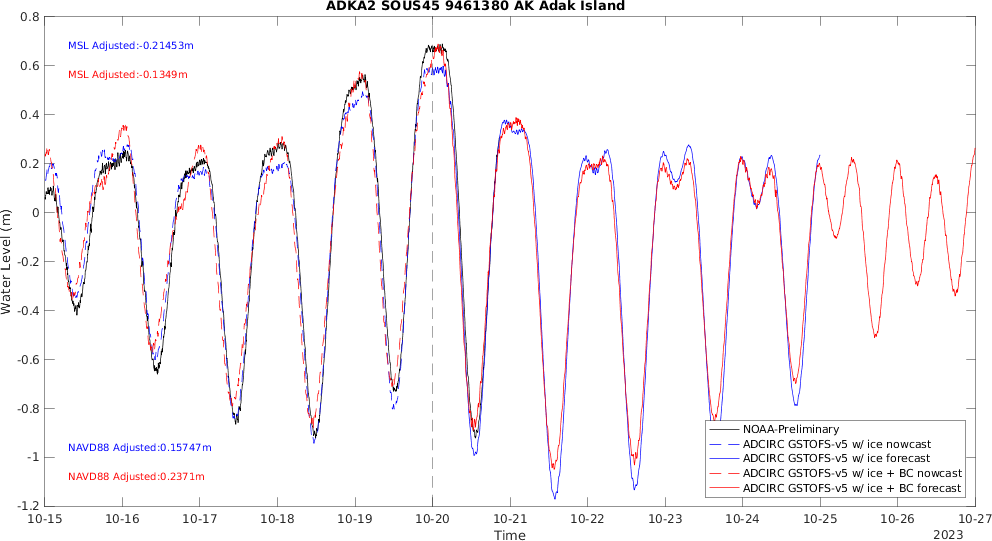 ADKA2 SOUS45 9461380 AK Adak Island
0.8
0.6
0.4
0.2
0
-0.2
-0.4
-0.6
-0.8
-1
-1.2
Water Level (m)
MSL Adjusted:-0.21453m
MSL Adjusted:-0.1349m
NAVD88 Adjusted:0.15747m
NAVD88 Adjusted:0.2371m
NOAA-Preliminary
ADCIRC GSTOFS-v5 w/ ice nowcast
ADCIRC GSTOFS-v5 w/ ice forecast
ADCIRC GSTOFS-v5 w/ ice + BC nowcast
ADCIRC GSTOFS-v5 w/ ice + BC forecast
10-15 10-16 10-17 10-18 10-19 10-20 10-21 10-22 10-23 10-24 10-25 10-26 10-27
Time
2023